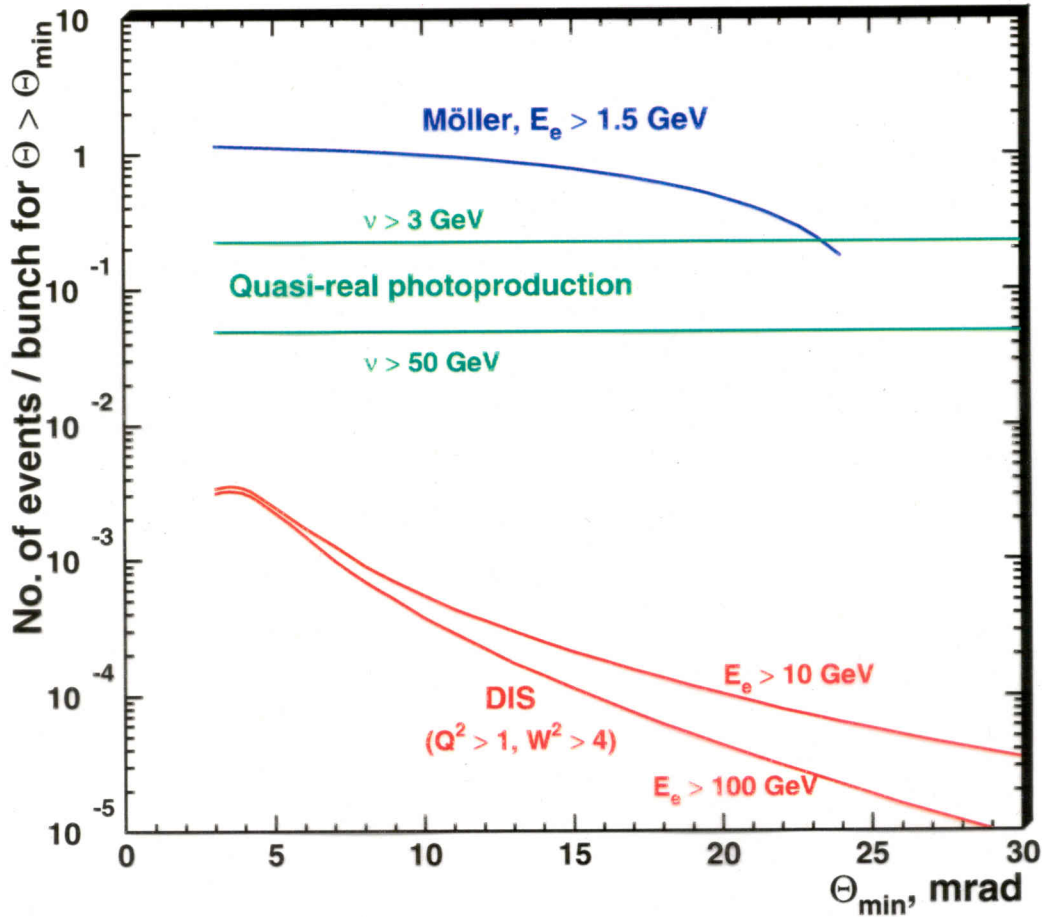 No. of events / bunch for Θ > Θmin
10
1
10^-1
10^-2
10^-3
10^-4
10^-5
Möller, Ee > 1.5 GeV
ν > 3 GeV
Quasi-real photoproduction
ν > 50 GeV
Ee > 10 GeV
DIS
(Q² > 1, W² > 4)
Ee > 100 GeV
0 5 10 15 20 25 30
Θmin, mrad